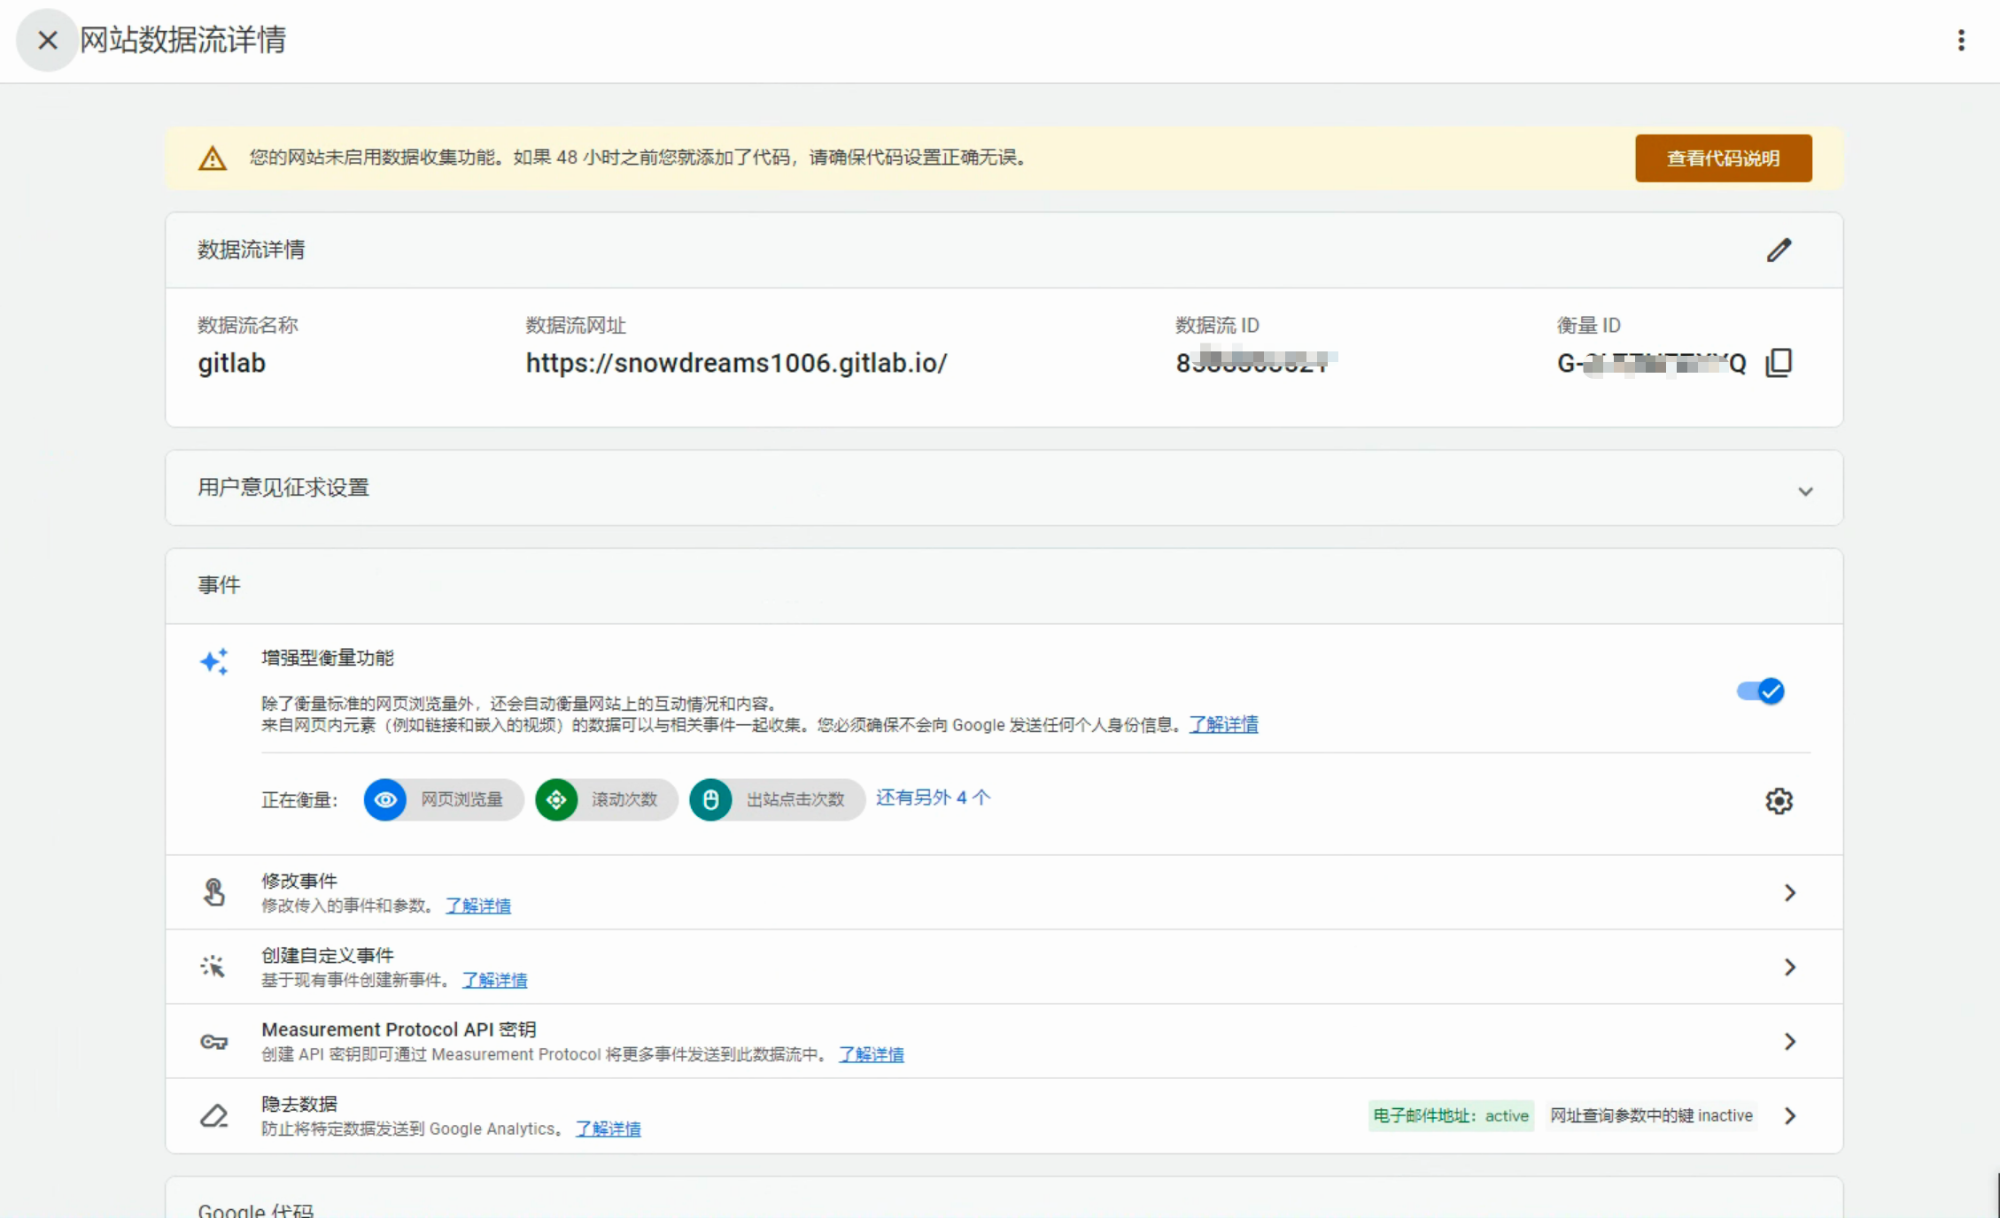 网站数据流详情
您的网站未启用数据收集功能。如果 48 小时之前您就添加了代码，请确保代码设置正确无误。
查看代码说明
数据流详情
数据流名称
gitlab
数据流网址
https://snowdreams1006.gitlab.io/
数据流 ID
衡量 ID
用户意见征求设置
事件
增强型衡量功能
除了衡量标准的网页浏览量外，还会自动衡量网站上的互动情况和内容。
来自网页内元素（例如链接和嵌入的视频）的数据可以与相关事件一起收集。您必须确保不会向 Google 发送任何个人身份信息。了解详情
正在衡量： 网页浏览量 滚动次数 出站点击次数 还有另外 4 个
修改事件
修改传入的事件和参数。了解详情
创建自定义事件
基于现有事件创建新事件。了解详情
Measurement Protocol API 密钥
创建 API 密钥即可通过 Measurement Protocol 将更多事件发送到此数据流中。了解详情
隐去数据
防止将特定数据发送到 Google Analytics。了解详情
电子邮件地址：active 网址查询参数中的键 inactive
Google 代码